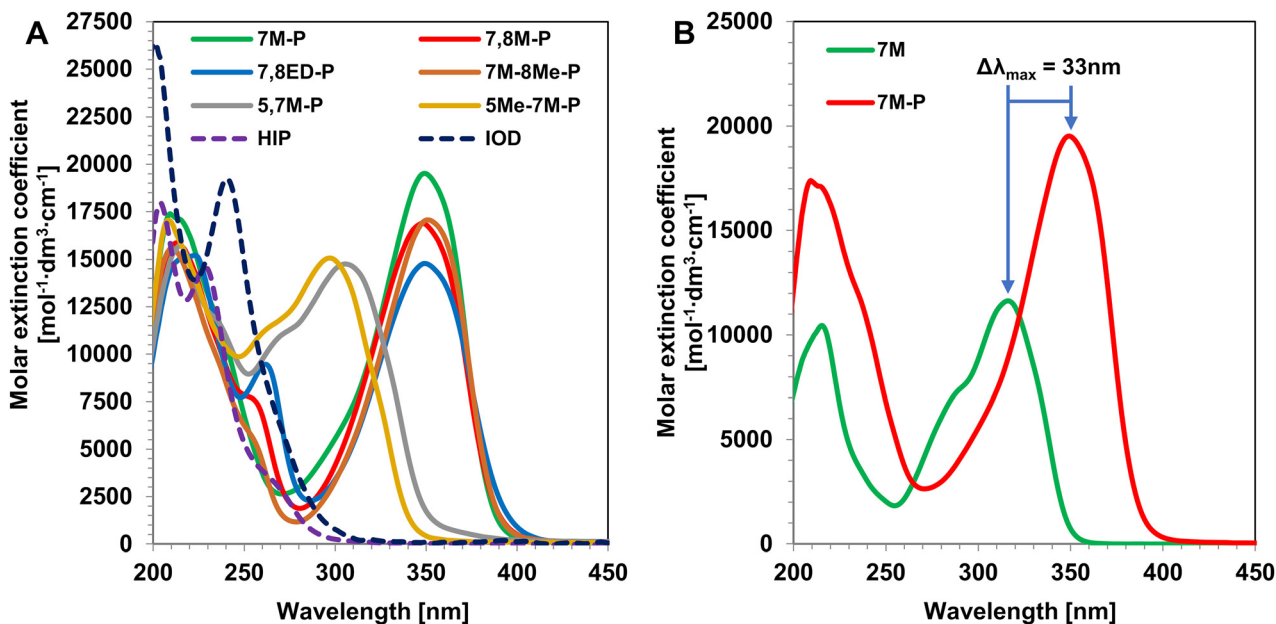 A
27500
25000
22500
20000
17500
15000
12500
10000
7500
5000
2500
0
200 250 300 350 400 450
Molar extinction coefficient
[mol⁻¹·dm³·cm⁻¹]
Wavelength [nm]
7M-P 7,8M-P
7,8ED-P 7M-8Me-P
5,7M-P 5Me-7M-P
HIP IOD
B
25000
20000
15000
10000
5000
0
200 250 300 350 400 450
Molar extinction coefficient
[mol⁻¹·dm³·cm⁻¹]
Wavelength [nm]
7M
7M-P
Δλmax = 33nm